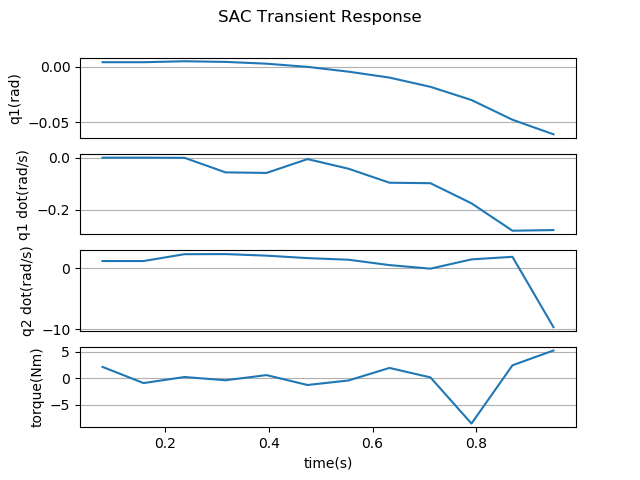 SAC Transient Response
q1(rad)
0.00
−0.05
q1 dot(rad/s)
0.0
−0.2
q2 dot(rad/s)
0
−10
torque(Nm)
5
0
−5
0.2 0.4 0.6 0.8
time(s)